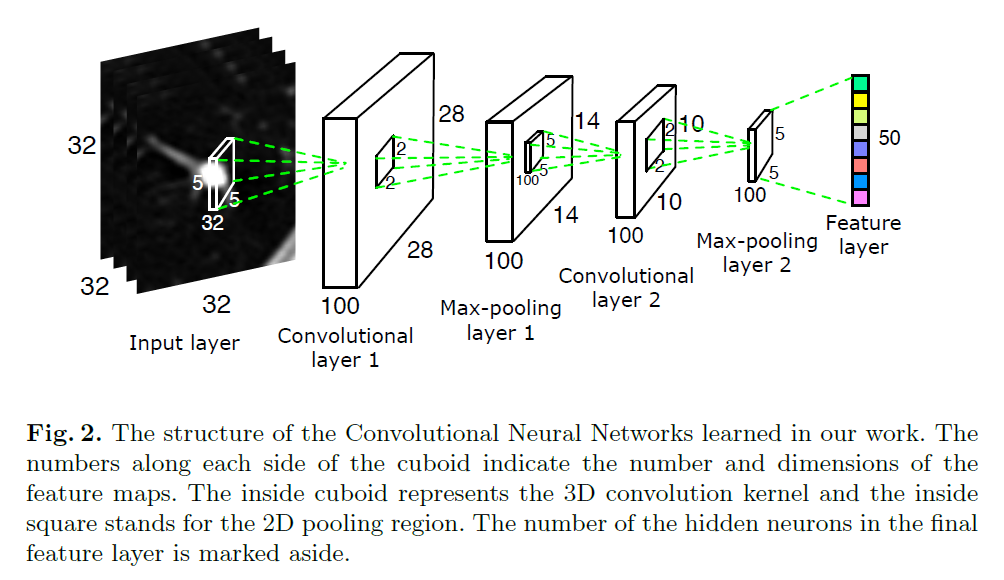 32
32
32
5
5
32
Input layer
28
28
100
2
2
Convolutional
layer 1
14
14
100
5
5
100
Max-pooling
layer 1
10
10
100
2
2
Convolutional
layer 2
5
5
100
Max-pooling
layer 2
50
Feature
layer
Fig. 2. The structure of the Convolutional Neural Networks learned in our work. The
numbers along each side of the cuboid indicate the number and dimensions of the
feature maps. The inside cuboid represents the 3D convolution kernel and the inside
square stands for the 2D pooling region. The number of the hidden neurons in the final
feature layer is marked aside.